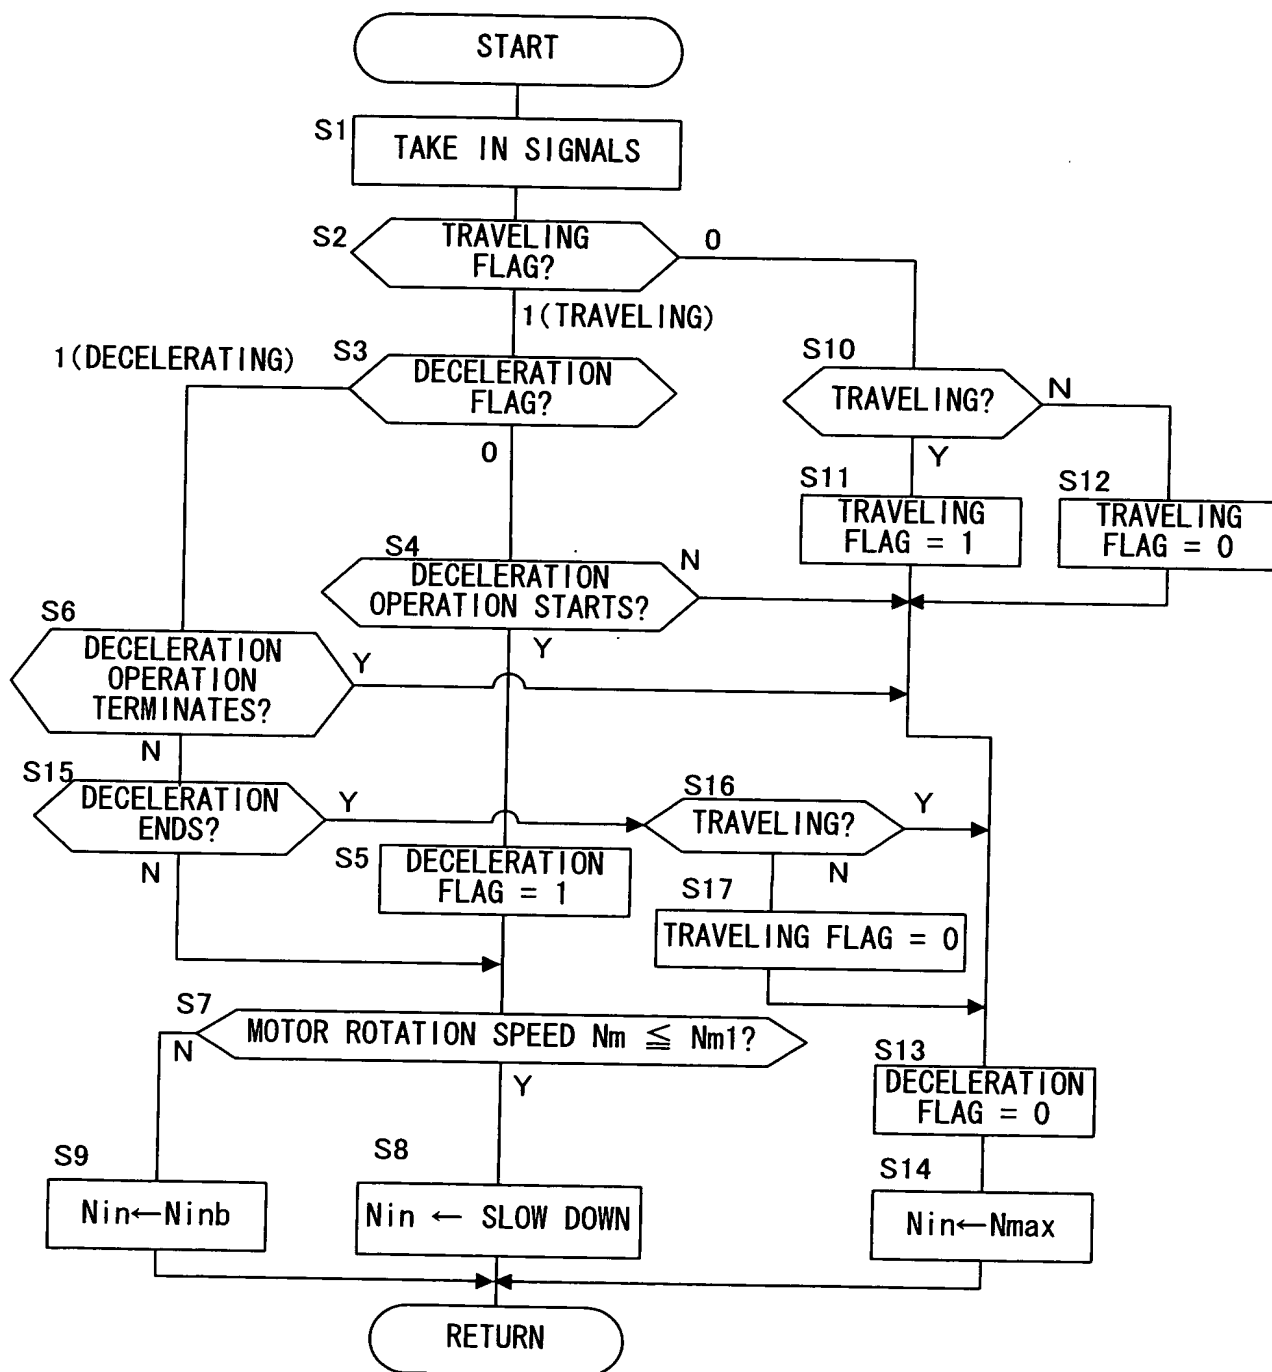 START
S1
TAKE IN SIGNALS
S2
TRAVELING
FLAG?
0
1(TRAVELING)
1(DECELERATING)
S3
DECELERATION
FLAG?
0
S10
TRAVELING?
N
Y
S11
TRAVELING
FLAG = 1
S12
TRAVELING
FLAG = 0
S4
DECELERATION
OPERATION STARTS?
N
Y
S6
DECELERATION
OPERATION
TERMINATES?
Y
N
S15
DECELERATION
ENDS?
Y
N
S16
TRAVELING?
Y
N
S5
DECELERATION
FLAG = 1
S17
TRAVELING FLAG = 0
S7
MOTOR ROTATION SPEED Nm ≦ Nm1?
N
Y
S13
DECELERATION
FLAG = 0
S9
Nin←Ninb
S8
Nin ← SLOW DOWN
S14
Nin←Nmax
RETURN